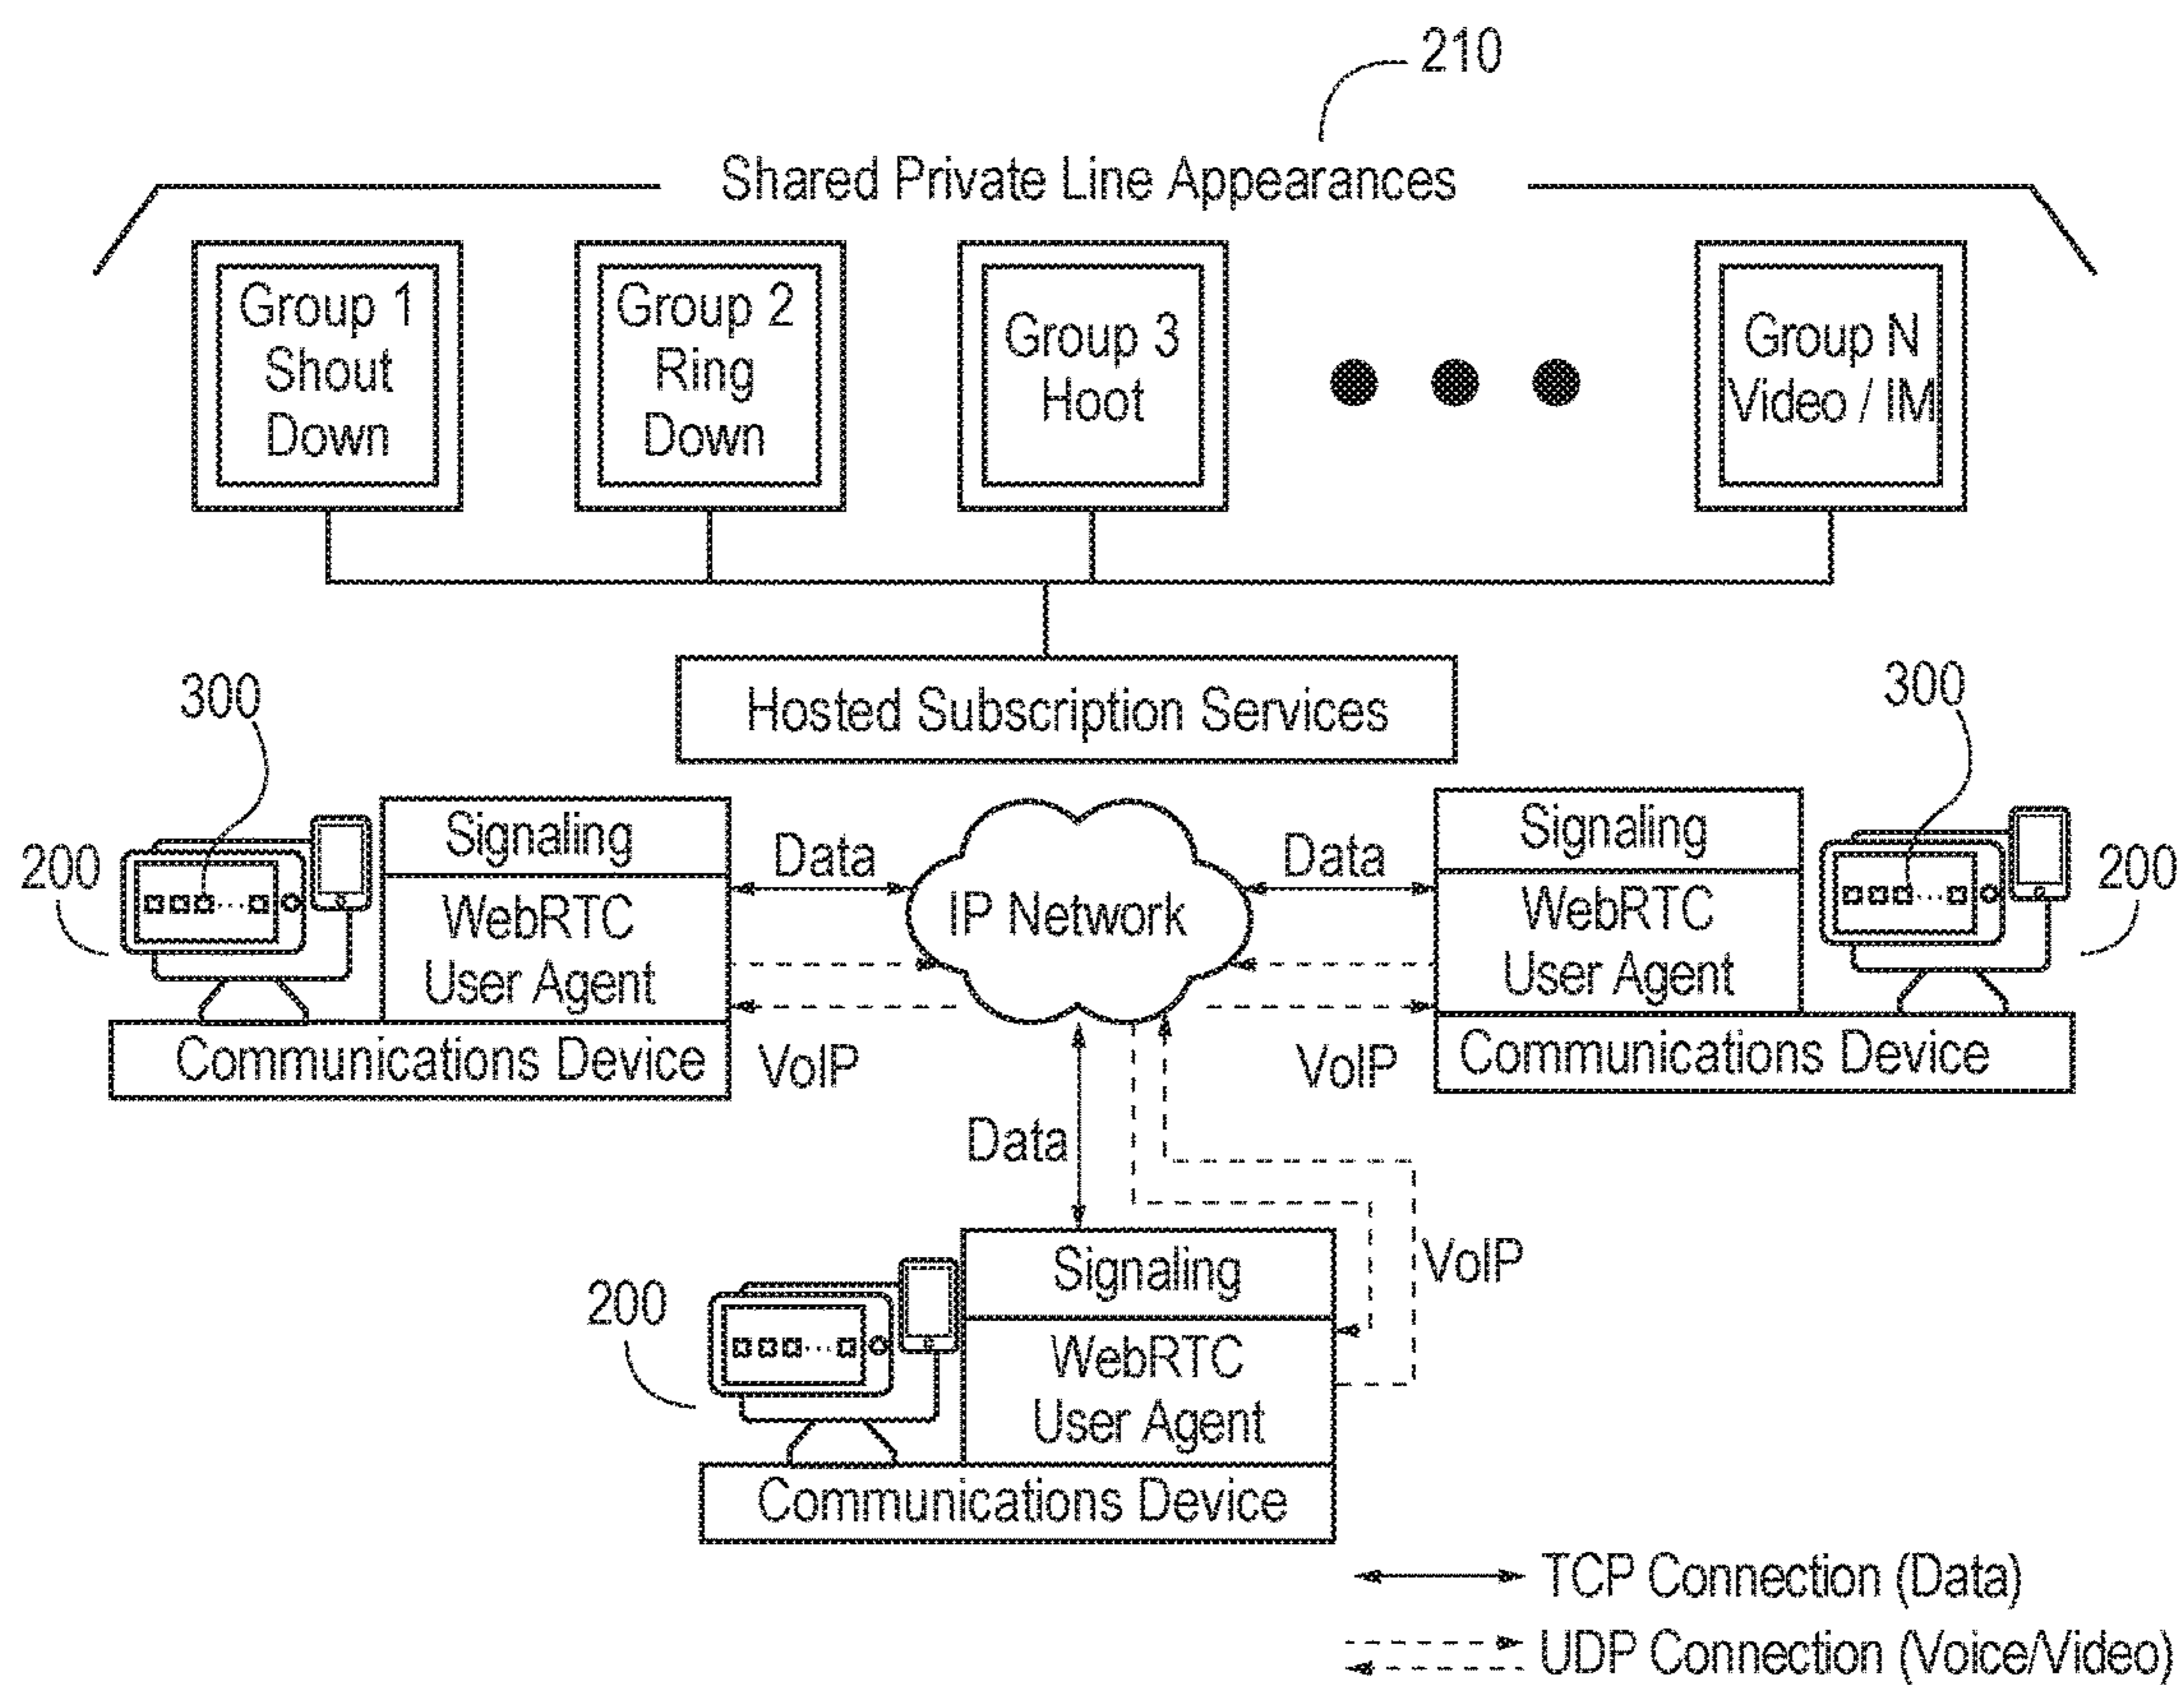 210
Shared Private Line Appearances
Group 1
Shout
Down
Group 2
Ring
Down
Group 3
Hoot
Group N
Video / IM
Hosted Subscription Services
300
300
200
Signaling
WebRTC
User Agent
Communications Device
Data
VoIP
IP Network
Data
VoIP
Signaling
WebRTC
User Agent
Communications Device
200
Data
VoIP
200
Signaling
WebRTC
User Agent
Communications Device
TCP Connection (Data)
UDP Connection (Voice/Video)